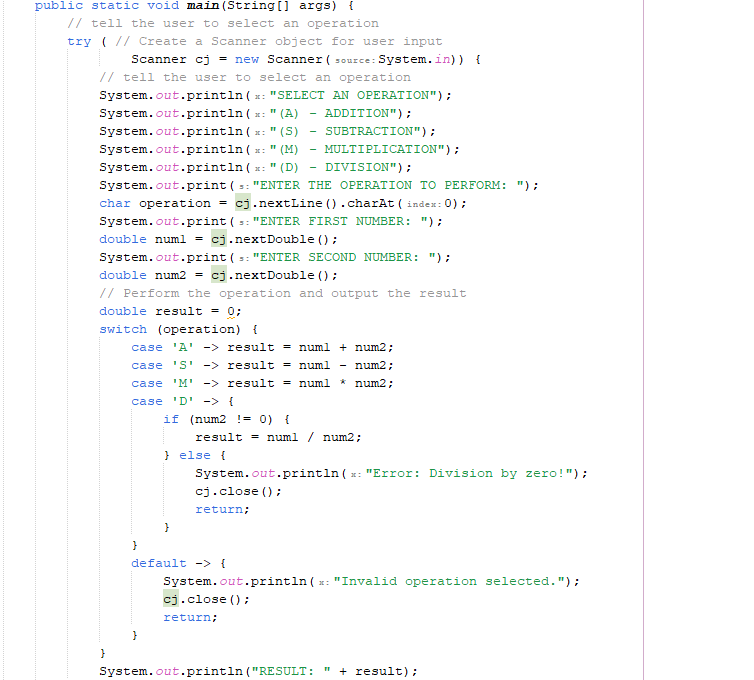 public static void main(String[] args) {
// tell the user to select an operation
try ( // Create a Scanner object for user input
Scanner cj = new Scanner( source: System.in)) {
// tell the user to select an operation
System.out.println( x: "SELECT AN OPERATION");
System.out.println( x: "(A) - ADDITION");
System.out.println( x: "(S) - SUBTRACTION");
System.out.println( x: "(M) - MULTIPLICATION");
System.out.println( x: "(D) - DIVISION");
System.out.print( s: "ENTER THE OPERATION TO PERFORM: ");
char operation = cj.nextLine().charAt( index: 0);
System.out.print( s: "ENTER FIRST NUMBER: ");
double num1 = cj.nextDouble();
System.out.print( s: "ENTER SECOND NUMBER: ");
double num2 = cj.nextDouble();
// Perform the operation and output the result
double result = 0;
switch (operation) {
case 'A' -> result = num1 + num2;
case 'S' -> result = num1 - num2;
case 'M' -> result = num1 * num2;
case 'D' -> {
if (num2 != 0) {
result = num1 / num2;
} else {
System.out.println( x: "Error: Division by zero!");
cj.close();
return;
}
}
default -> {
System.out.println( x: "Invalid operation selected.");
cj.close();
return;
}
}
System.out.println("RESULT: " + result);